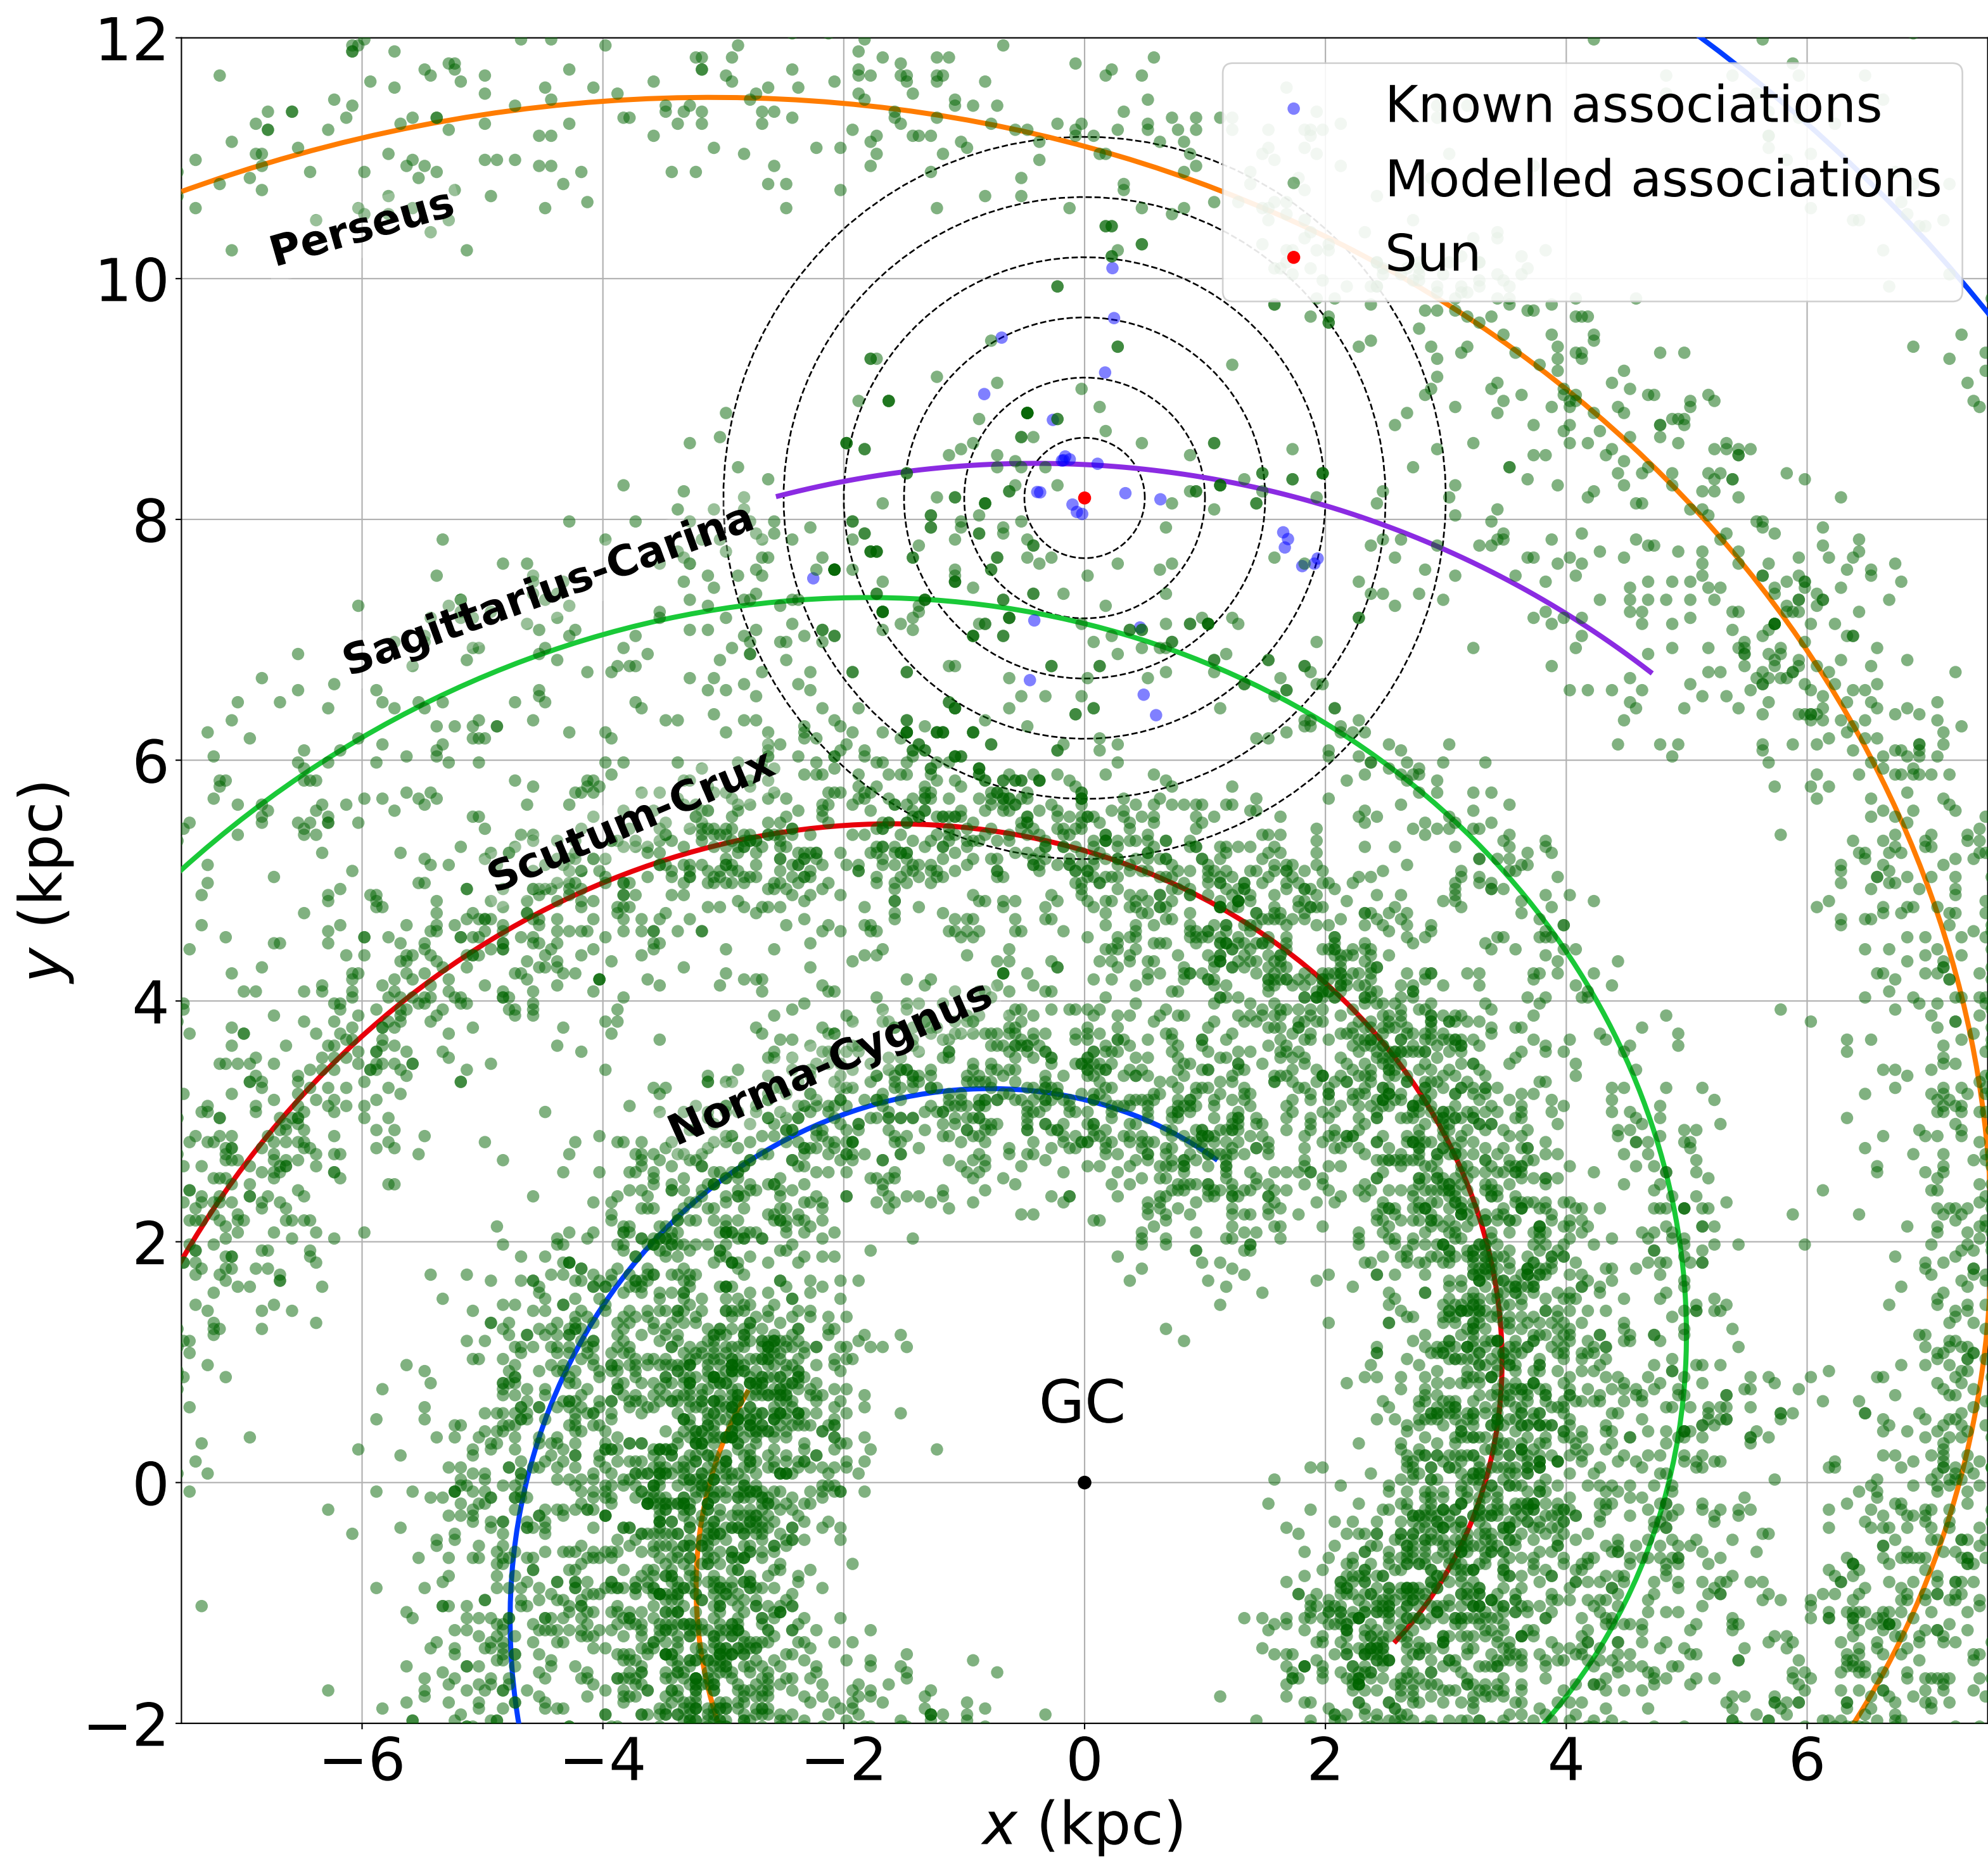 12
Known associations
Modelled associations
Sun
Perseus
10
8
Sagittarius-Carina
6
Scutum-Crux
y (kpc)
4
Norma-Cygnus
2
GC
0
−2
−6 −4 −2 0 2 4 6
x (kpc)